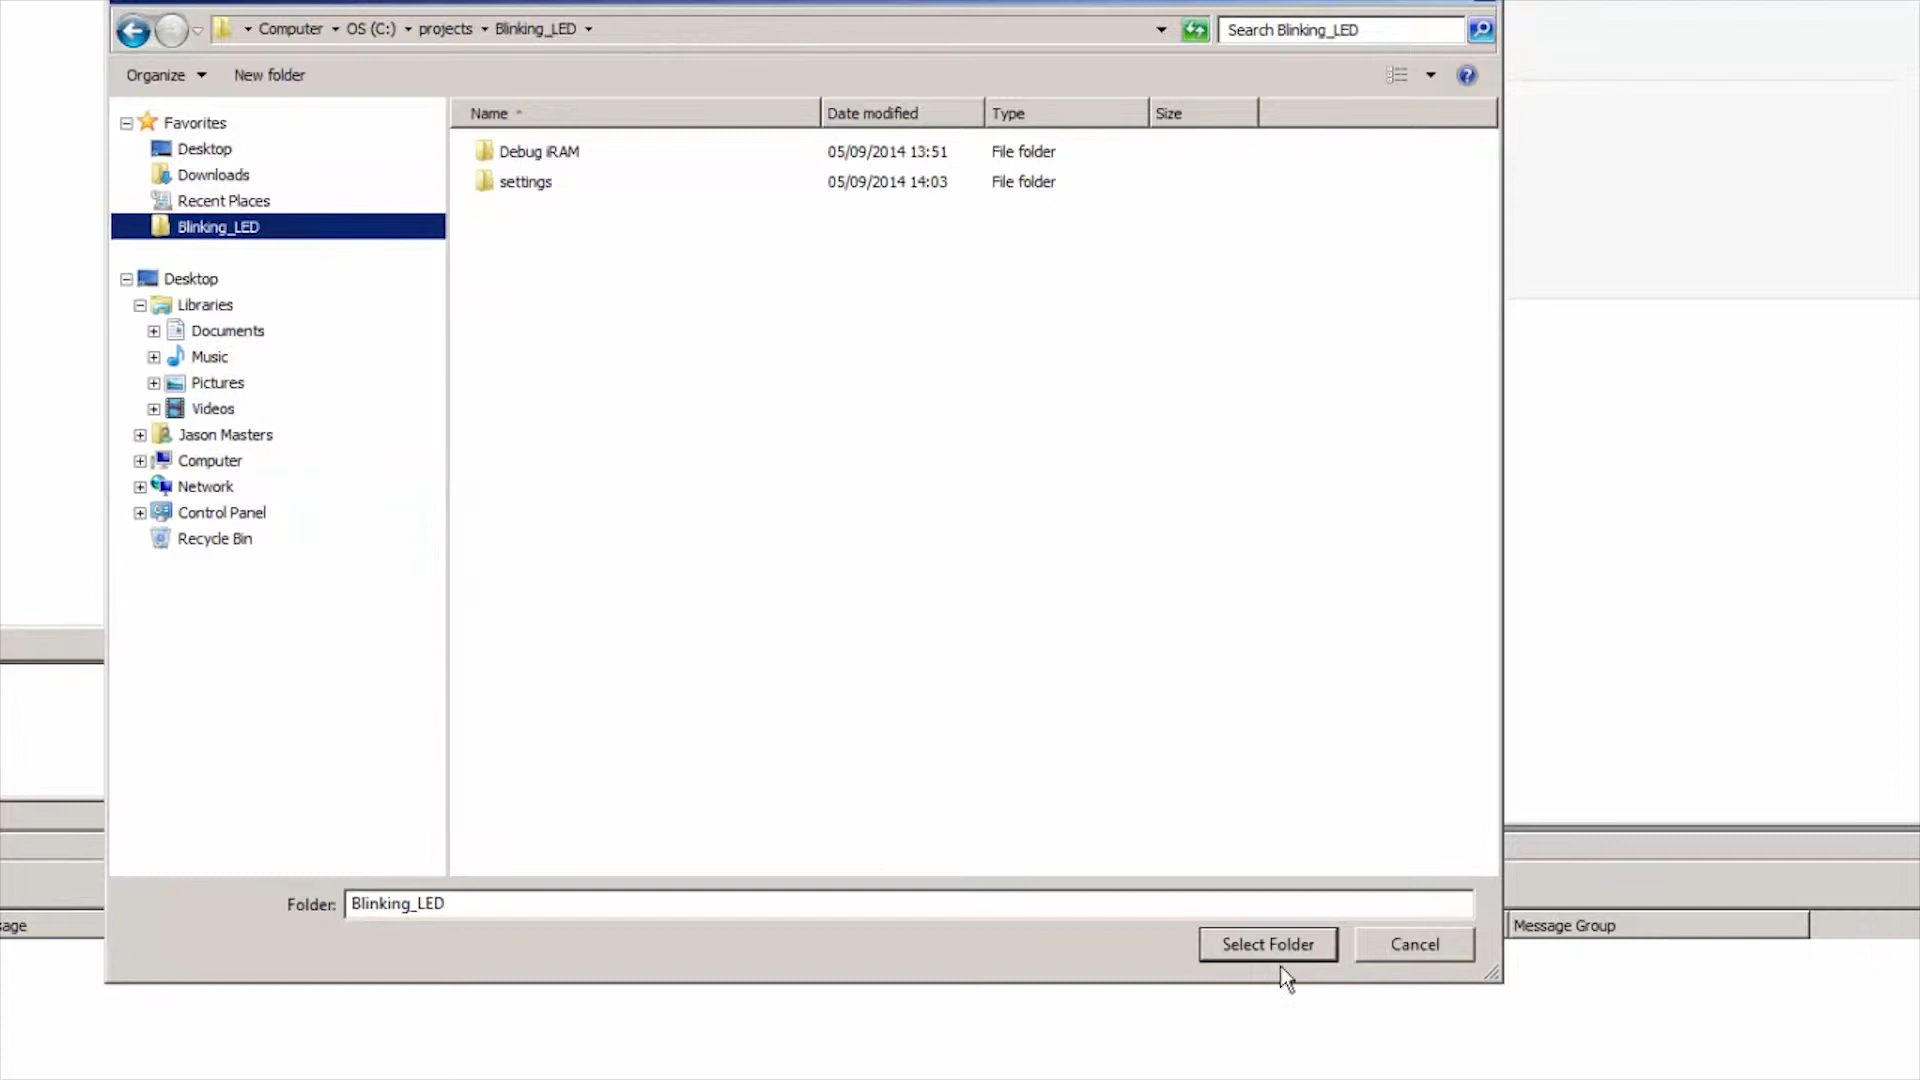 Computer OS (C:) projects Blinking_LED
Search Blinking_LED
Organize New folder
?
Name Date modified Type Size
Favorites
Desktop
Downloads
Recent Places
Blinking_LED
Desktop
Libraries
Documents
Music
Pictures
Videos
Jason Masters
Computer
Network
Control Panel
Recycle Bin
Debug iRAM 05/09/2014 13:51 File folder
settings 05/09/2014 14:03 File folder
Folder: Blinking_LED
Select Folder Cancel
Message Group